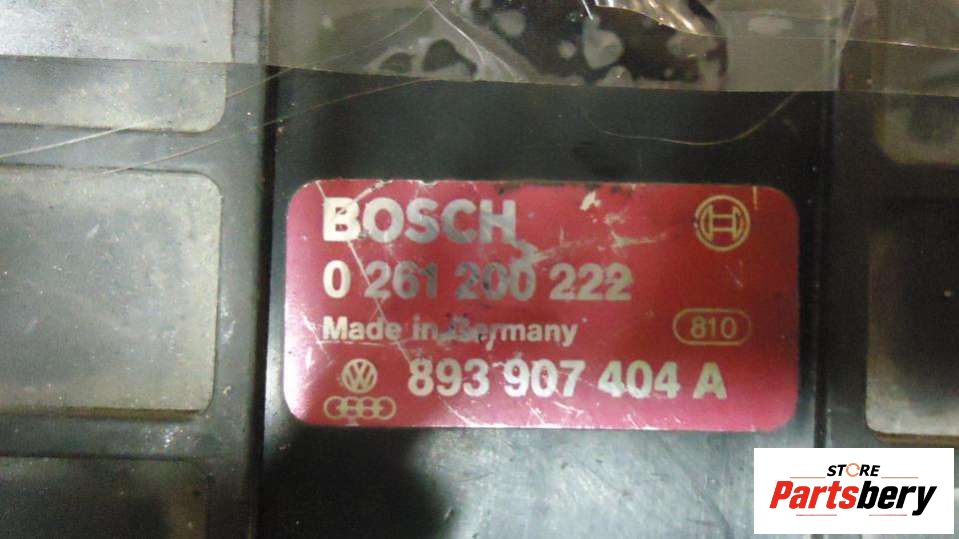 BOSCH
0 261 200 222
Made in Germany 810
893 907 404 A
STORE
Partsbery